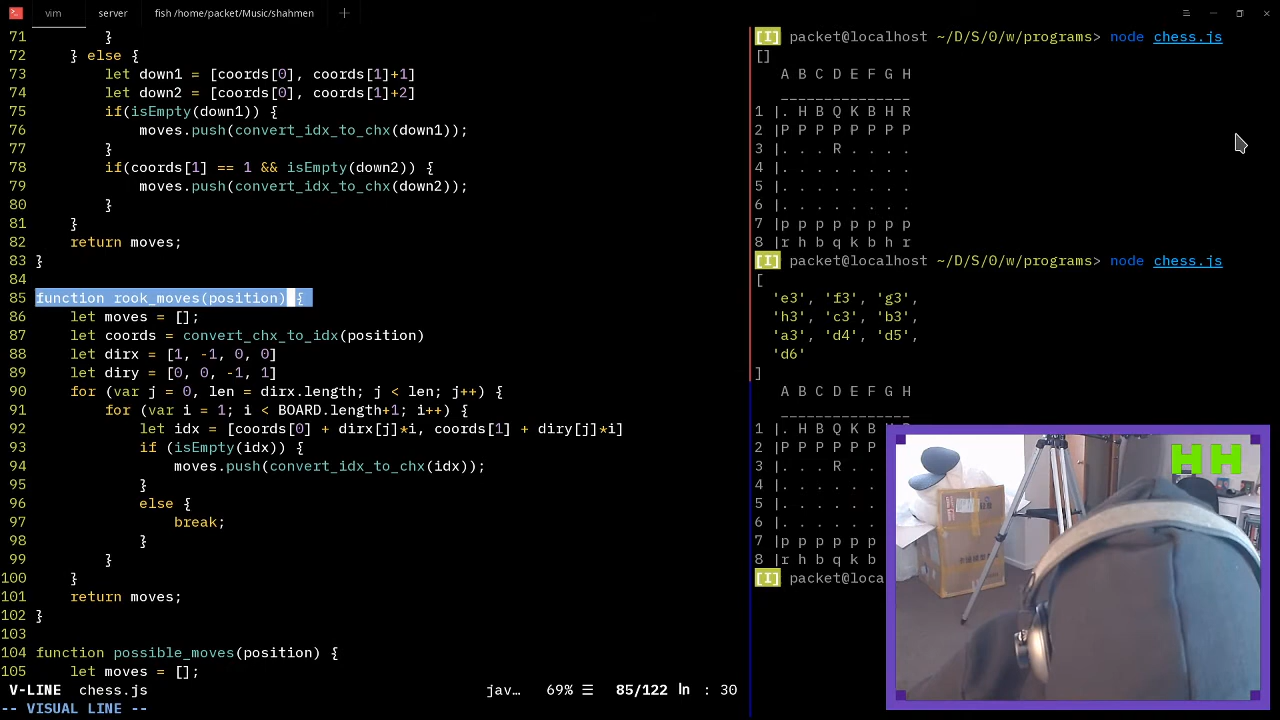 vim server fish /home/packet/Music/shahmen
71 }
72 } else {
73 let down1 = [coords[0], coords[1]+1]
74 let down2 = [coords[0], coords[1]+2]
75 if(isEmpty(down1)) {
76 moves.push(convert_idx_to_chx(down1));
77 }
78 if(coords[1] == 1 && isEmpty(down2)) {
79 moves.push(convert_idx_to_chx(down2));
80 }
81 }
82 return moves;
83 }
84
85 function rook_moves(position) {
86 let moves = [];
87 let coords = convert_chx_to_idx(position)
88 let dirx = [1, -1, 0, 0]
89 let diry = [0, 0, -1, 1]
90 for (var j = 0, len = dirx.length; j < len; j++) {
91 for (var i = 1; i < BOARD.length+1; i++) {
92 let idx = [coords[0] + dirx[j]*i, coords[1] + diry[j]*i]
93 if (isEmpty(idx)) {
94 moves.push(convert_idx_to_chx(idx));
95 }
96 else {
97 break;
98 }
99 }
100 }
101 return moves;
102 }
103
104 function possible_moves(position) {
105 let moves = [];
V-LINE chess.js jav… 69% ☰ 85/122 ln : 30
-- VISUAL LINE --
[I] packet@localhost ~/D/S/0/w/programs> node chess.js
[]
A B C D E F G H
_______________
1 |. H B Q K B H R
2 |P P P P P P P P
3 |. . . R . . . .
4 |. . . . . . . .
5 |. . . . . . . .
6 |. . . . . . . .
7 |p p p p p p p p
8 |r h b q k b h r
[I] packet@localhost ~/D/S/0/w/programs> node chess.js
[
'e3', 'f3', 'g3',
'h3', 'c3', 'b3',
'a3', 'd4', 'd5',
'd6'
]
A B C D E F G H
_______________
1 |. H B Q K B H R
2 |P P P P P P
3 |. . . R . .
4 |. . . . . .
5 |. . . . . .
6 |. . . . . .
7 |p p p p p p
8 |r h b q k b
[I] packet@loca
HH